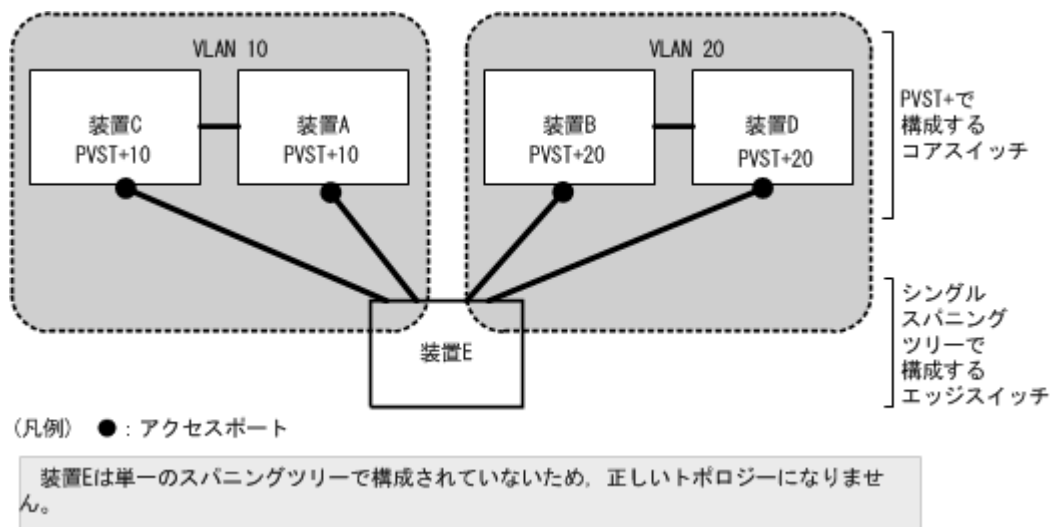 VLAN 10
VLAN 20
装置C
PVST+10
装置A
PVST+10
装置B
PVST+20
装置D
PVST+20
PVST+で
構成する
コアスイッチ
装置E
シングル
スパニング
ツリーで
構成する
エッジスイッチ
(凡例) ●:アクセスポート
装置Eは単一のスパニングツリーで構成されていないため，正しいトポロジーになりませ
ん。